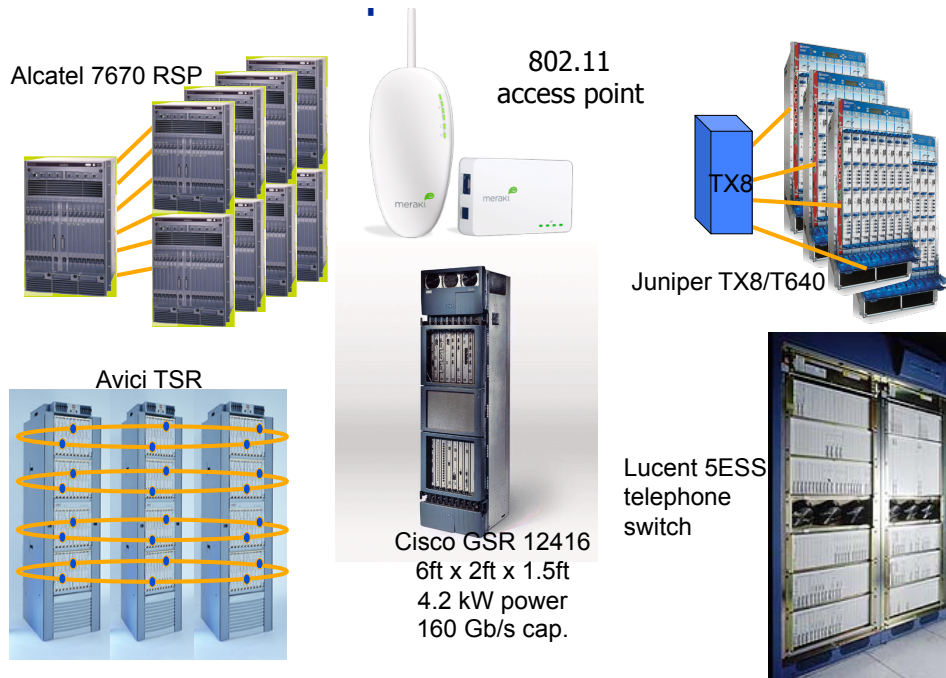 Alcatel 7670 RSP
802.11
access point
meraki
meraki
TX8
Juniper TX8/T640
Avici TSR
Cisco GSR 12416
6ft x 2ft x 1.5ft
4.2 kW power
160 Gb/s cap.
Lucent 5ESS
telephone
switch